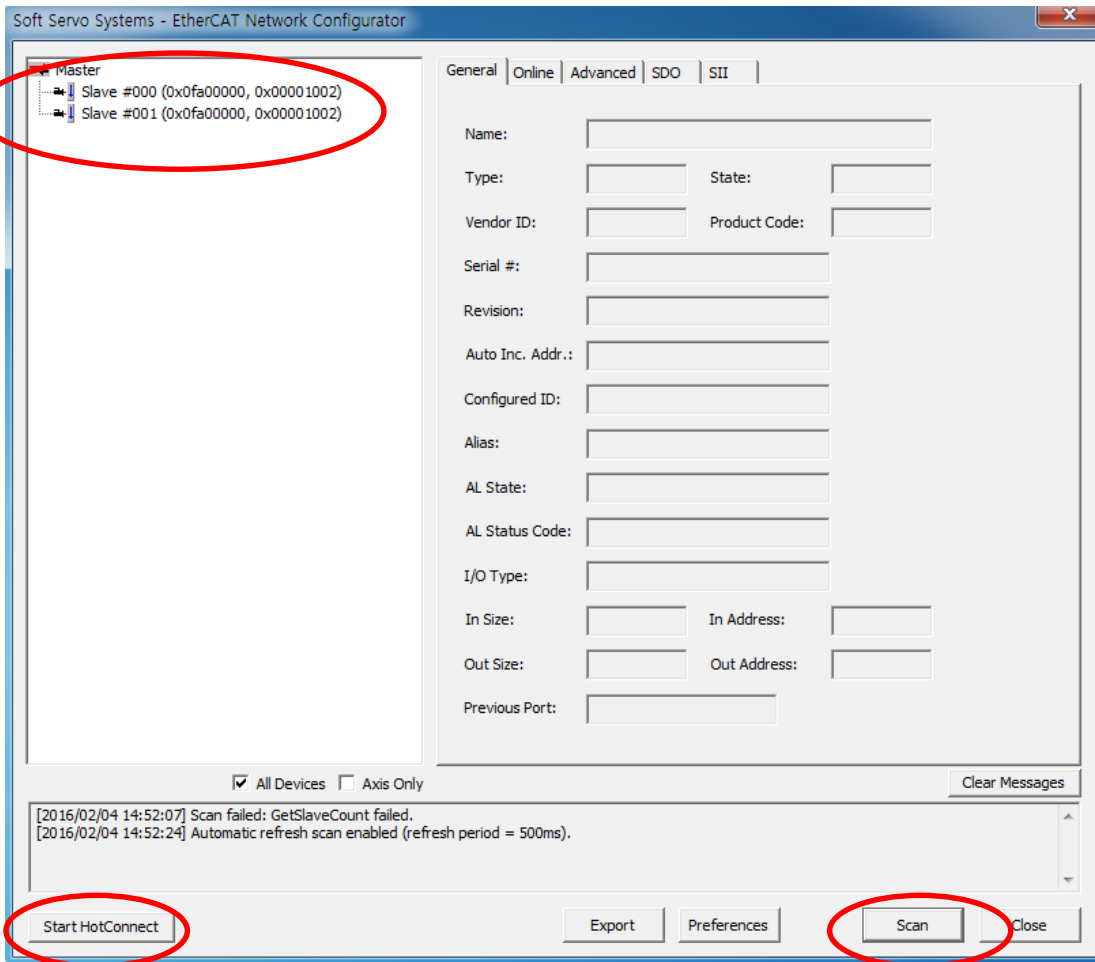 Soft Servo Systems - EtherCAT Network Configurator
Master
Slave #000 (0x0fa00000, 0x00001002)
Slave #001 (0x0fa00000, 0x00001002)
General Online Advanced SDO SII
Name:
Type: State:
Vendor ID: Product Code:
Serial #:
Revision:
Auto Inc. Addr.:
Configured ID:
Alias:
AL State:
AL Status Code:
I/O Type:
In Size: In Address:
Out Size: Out Address:
Previous Port:
All Devices Axis Only Clear Messages
[2016/02/04 14:52:07] Scan failed: GetSlaveCount failed.
[2016/02/04 14:52:24] Automatic refresh scan enabled (refresh period = 500ms).
Start HotConnect Export Preferences Scan Close